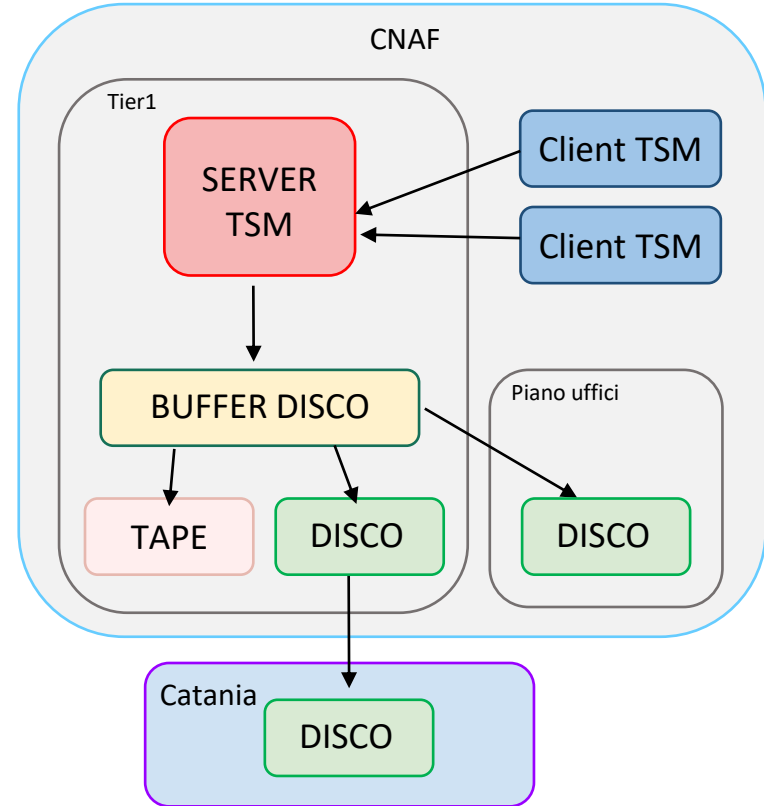 CNAF
Tier1
SERVER
TSM
Client TSM
Client TSM
BUFFER DISCO
Piano uffici
TAPE
DISCO
DISCO
Catania
DISCO